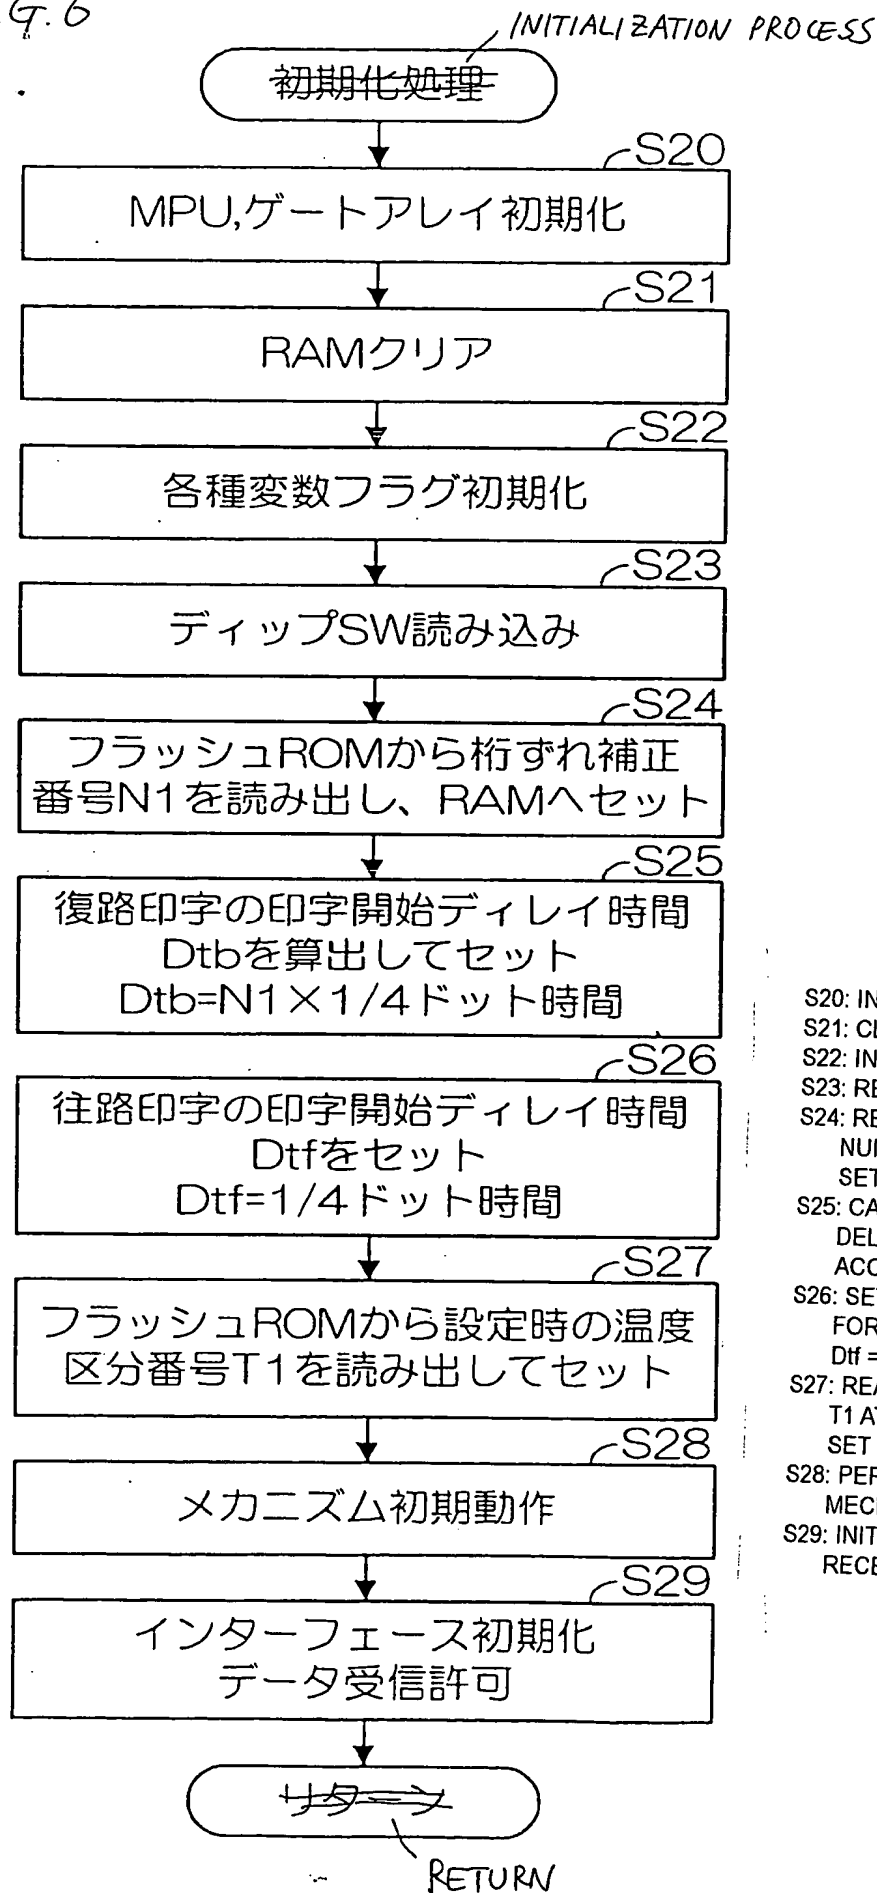 G. 6
INITIALIZATION PROCESS
初期化処理
S20
MPU,ゲートアレイ初期化
S21
RAMクリア
S22
各種変数フラグ初期化
S23
ディップSW読み込み
S24
フラッシュROMから桁ずれ補正
番号N1を読み出し、RAMへセット
S25
復路印字の印字開始ディレイ時間
Dtbを算出してセット
Dtb=N1×1/4ドット時間
S26
往路印字の印字開始ディレイ時間
Dtfをセット
Dtf=1/4ドット時間
S27
フラッシュROMから設定時の温度
区分番号T1を読み出してセット
S28
メカニズム初期動作
S29
インターフェース初期化
データ受信許可
リターン
RETURN
S20: IN
S21:
S22: IN
S23: RE
S24: RE
NUM
SET
S25: CA
DEL
ACC
S26: SET
FOR
Dtf =
S27: REA
T1 AT
SET
S28: PER
MEC
S29: INIT
RECE